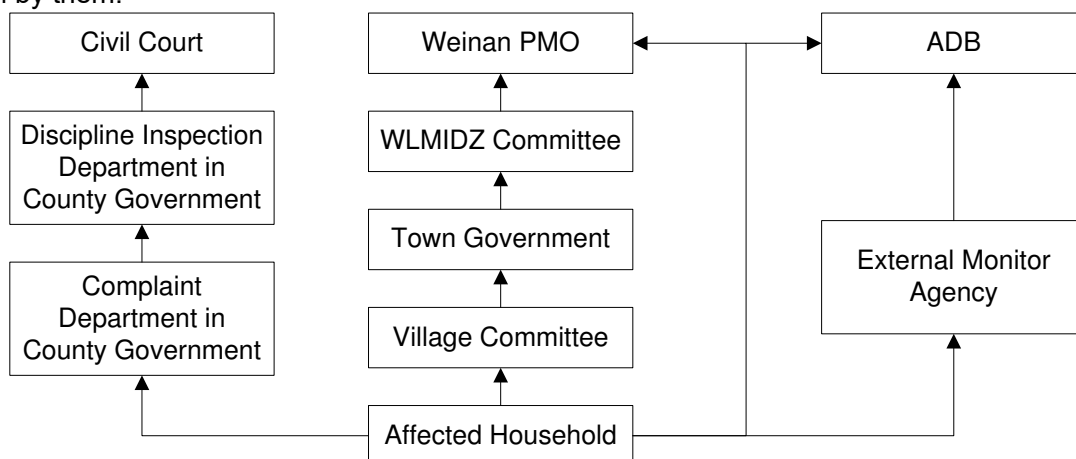 by them.
Civil Court
Weinan PMO
ADB
Discipline Inspection
Department in
County Government
WLMIDZ Committee
Town Government
External Monitor
Agency
Complaint
Department in
County Government
Village Committee
Affected Household